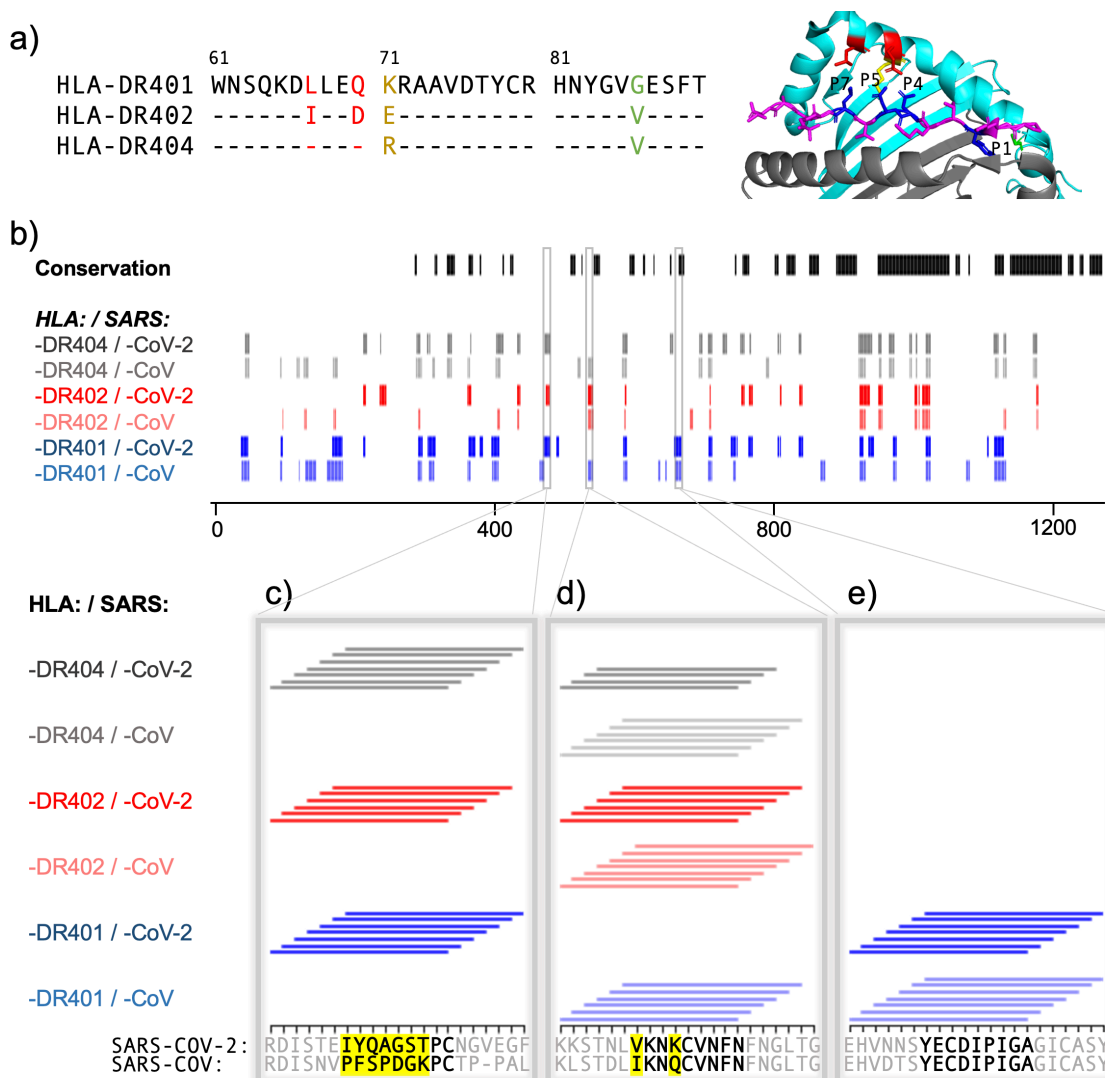 a)
61 71 81
HLA-DR401 WNSQKDLLEQ KRAAVDTYCR HNYGVGESFT
HLA-DR402 ------I--D E--------- -----V----
HLA-DR404 ---------- R--------- -----V----
P7 P5 P4
P1
b)
Conservation
HLA: / SARS:
-DR404 / -CoV-2
-DR404 / -CoV
-DR402 / -CoV-2
-DR402 / -CoV
-DR401 / -CoV-2
-DR401 / -CoV
0 400 800 1200
HLA: / SARS:
c) d) e)
-DR404 / -CoV-2
-DR404 / -CoV
-DR402 / -CoV-2
-DR402 / -CoV
-DR401 / -CoV-2
-DR401 / -CoV
SARS-COV-2: RDISTEIYQAGSTPCNGVEGF KKSTNLVKNKCVNFNFNGLTG EHVNNSYECDIPIGAGICASY
SARS-COV: RDISNVPFSPDGKPCTP-PAL KLSTDLIKNQCVNFNFNGLTG EHVDTSYECDIPIGAGICASY